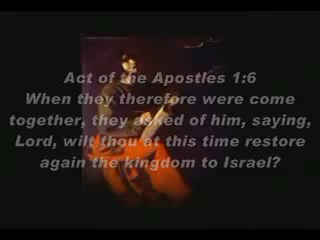 Act of the Apostles 1:6
When they therefore were come
together, they asked of him, saying,
Lord, wilt thou at this time restore
again the kingdom to Israel?